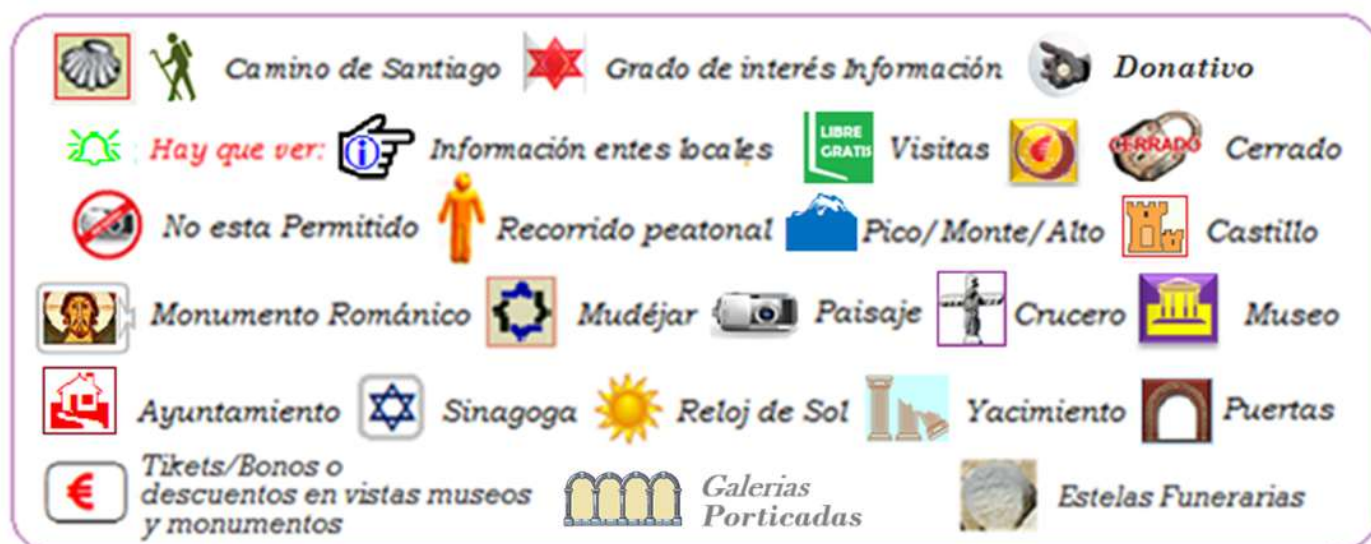 Camino de Santiago Grado de interés Información Donativo
Hay que ver: Información entes locales LIBRE GRATIS Visitas € CERRADO Cerrado
No esta Permitido Recorrido peatonal Pico/Monte/Alto Castillo
Monumento Románico Mudéjar Paisaje Crucero Museo
Ayuntamiento Sinagoga Reloj de Sol Yacimiento Puertas
€ Tikets/Bonos o
descuentos en vistas museos
y monumentos
Galerias
Porticadas
Estelas Funerarias